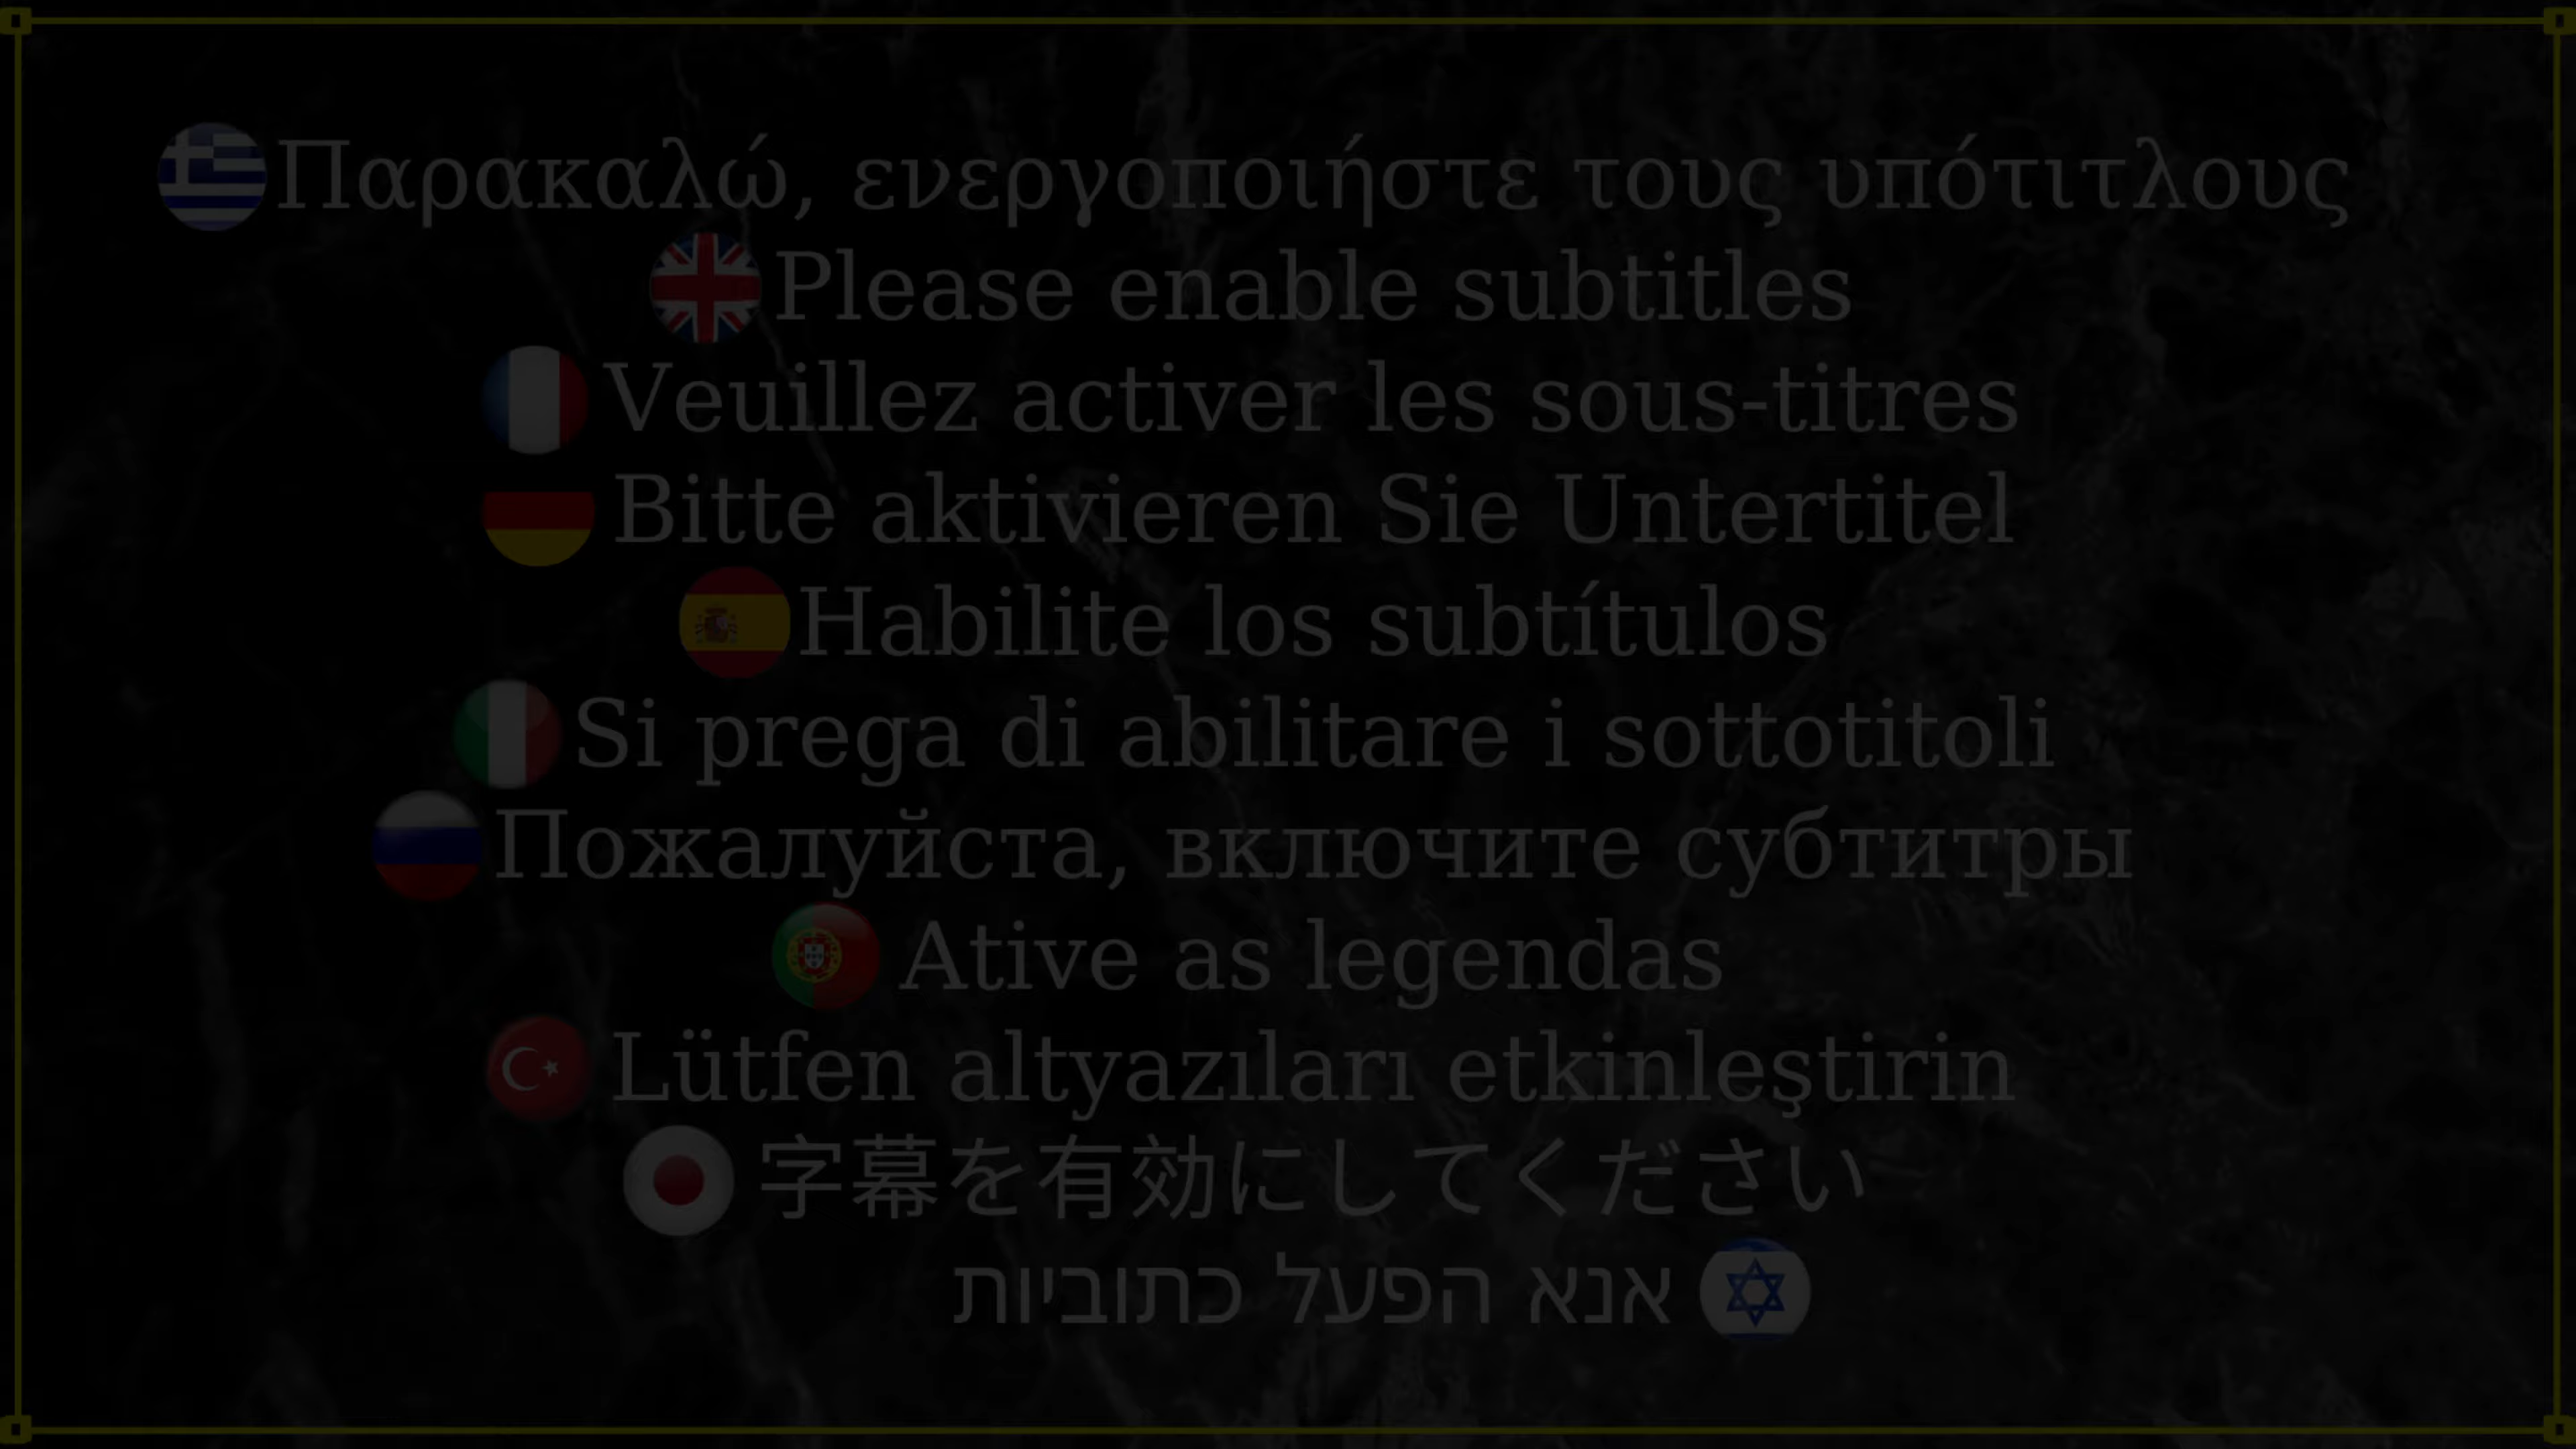 Παρακαλώ, ενεργοποιήστε τους υπότιτλους
Please enable subtitles
Veuillez activer les sous-titres
Bitte aktivieren Sie Untertitel
Habilite los subtítulos
Si prega di abilitare i sottotitoli
Пожалуйста, включите субтитры
Ative as legendas
Lütfen altyazıları etkinleştirin
字幕を有効にしてください
אנא הפעל כתוביות